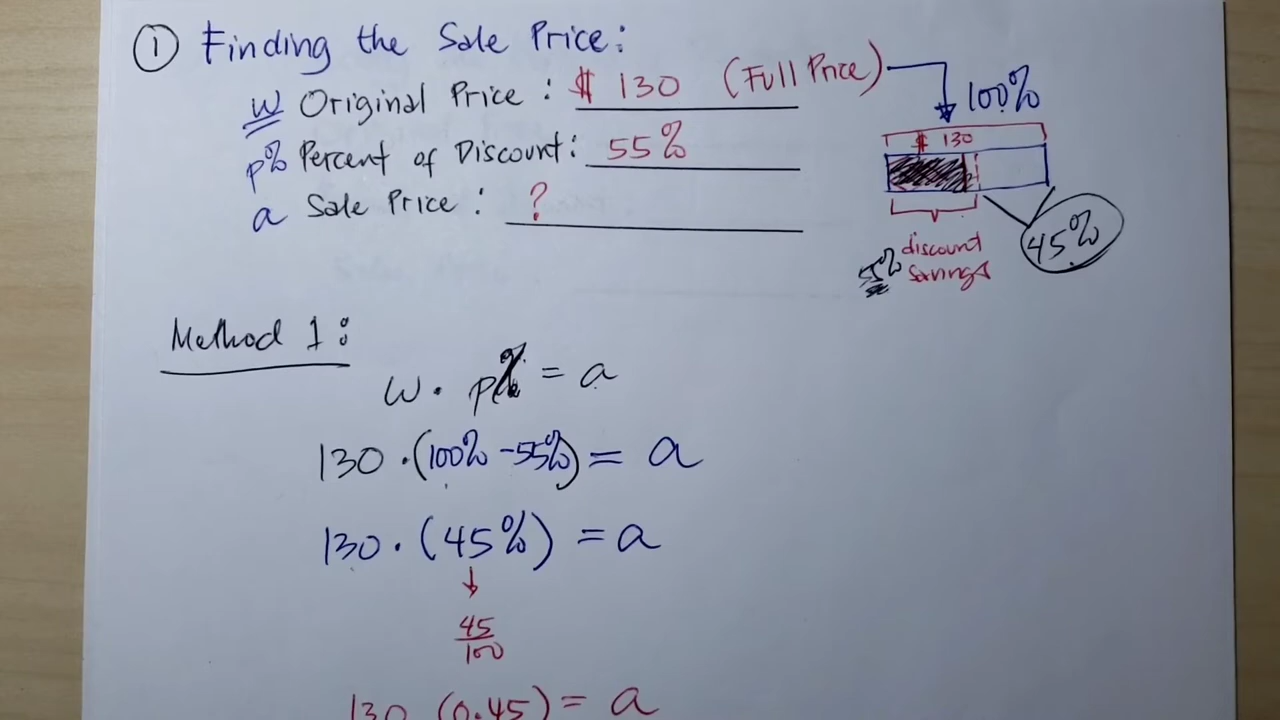 ① Finding the Sale Price:
W Original Price: $ 130 (Full Price)
100%
$ 130
p% Percent of Discount: 55%
a Sale Price: ?
45%
55% discount
savings
Method 1:
W · p% = a
130 · (100% - 55%) = a
130 · (45%) = a
45
100
130 (0.45) = a